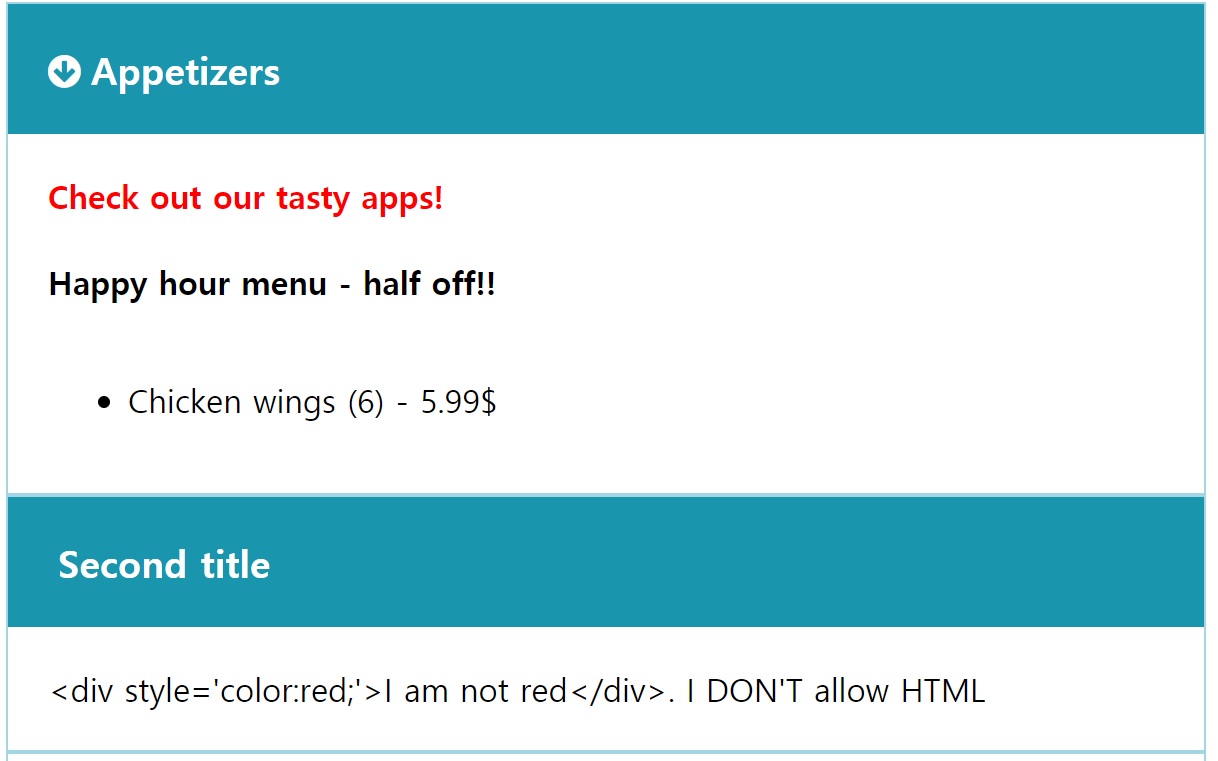 Appetizers
Check out our tasty apps!
Happy hour menu - half off!!
Chicken wings (6) - 5.99$
Second title
<div style='color:red;'>I am not red</div>. I DON'T allow HTML